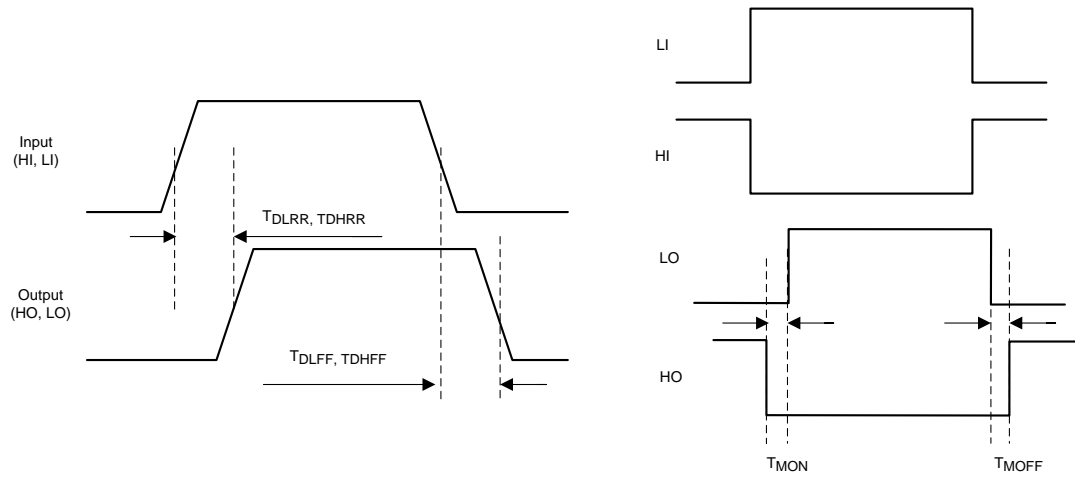 Input
(HI, LI)
TDLRR, TDHRR
Output
(HO, LO)
TDLFF, TDHFF
LI
HI
LO
HO
TMON
TMOFF